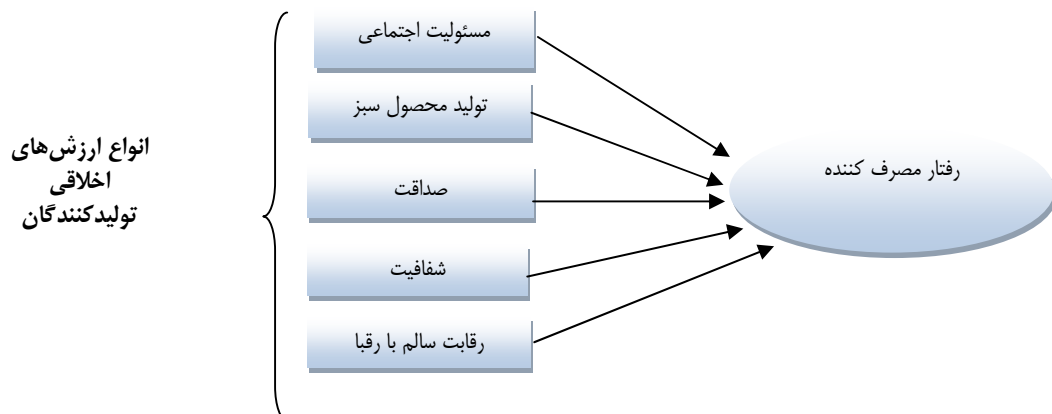 انواع ارزش‌های
اخلاقی
تولیدکنندگان
مسئولیت اجتماعی
تولید محصول سبز
صداقت
شفافیت
رقابت سالم با رقبا
رفتار مصرف کننده